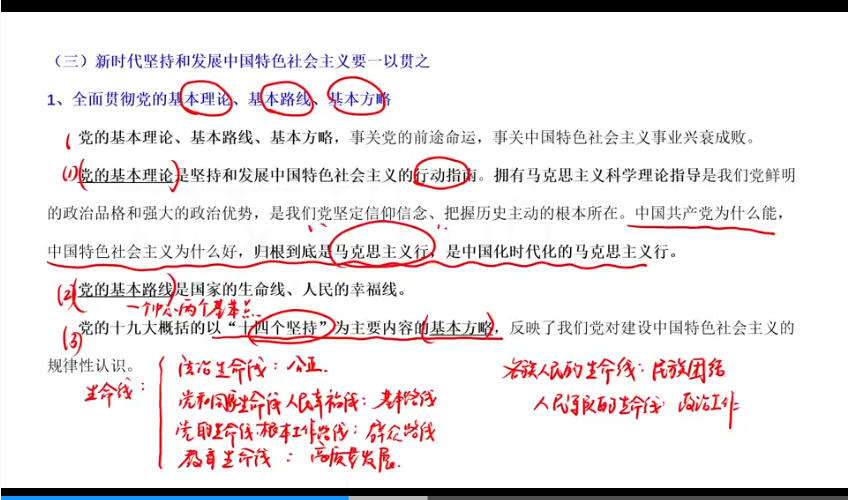 （三）新时代坚持和发展中国特色社会主义要一以贯之
1、全面贯彻党的基本理论、基本路线、基本方略
党的基本理论、基本路线、基本方略，事关党的前途命运，事关中国特色社会主义事业兴衰成败。
(1)党的基本理论是坚持和发展中国特色社会主义的行动指南。拥有马克思主义科学理论指导是我们党鲜明
的政治品格和强大的政治优势，是我们党坚定信仰信念、把握历史主动的根本所在。中国共产党为什么能，
中国特色社会主义为什么好，归根到底是马克思主义行，是中国化时代化的马克思主义行。
(2)党的基本路线是国家的生命线、人民的幸福线。
一个中心两个基本点
(3)党的十九大概括的以“十四个坚持”为主要内容的基本方略，反映了我们党对建设中国特色社会主义的
规律性认识。
生命线：
法治生命线：公正.
党和国家生命线人民幸福线：基本路线
党的生命线根本工作路线：群众路线
教育生命线：高质量发展.
各族人民的生命线：民族团结
人民军队的生命线：政治工作